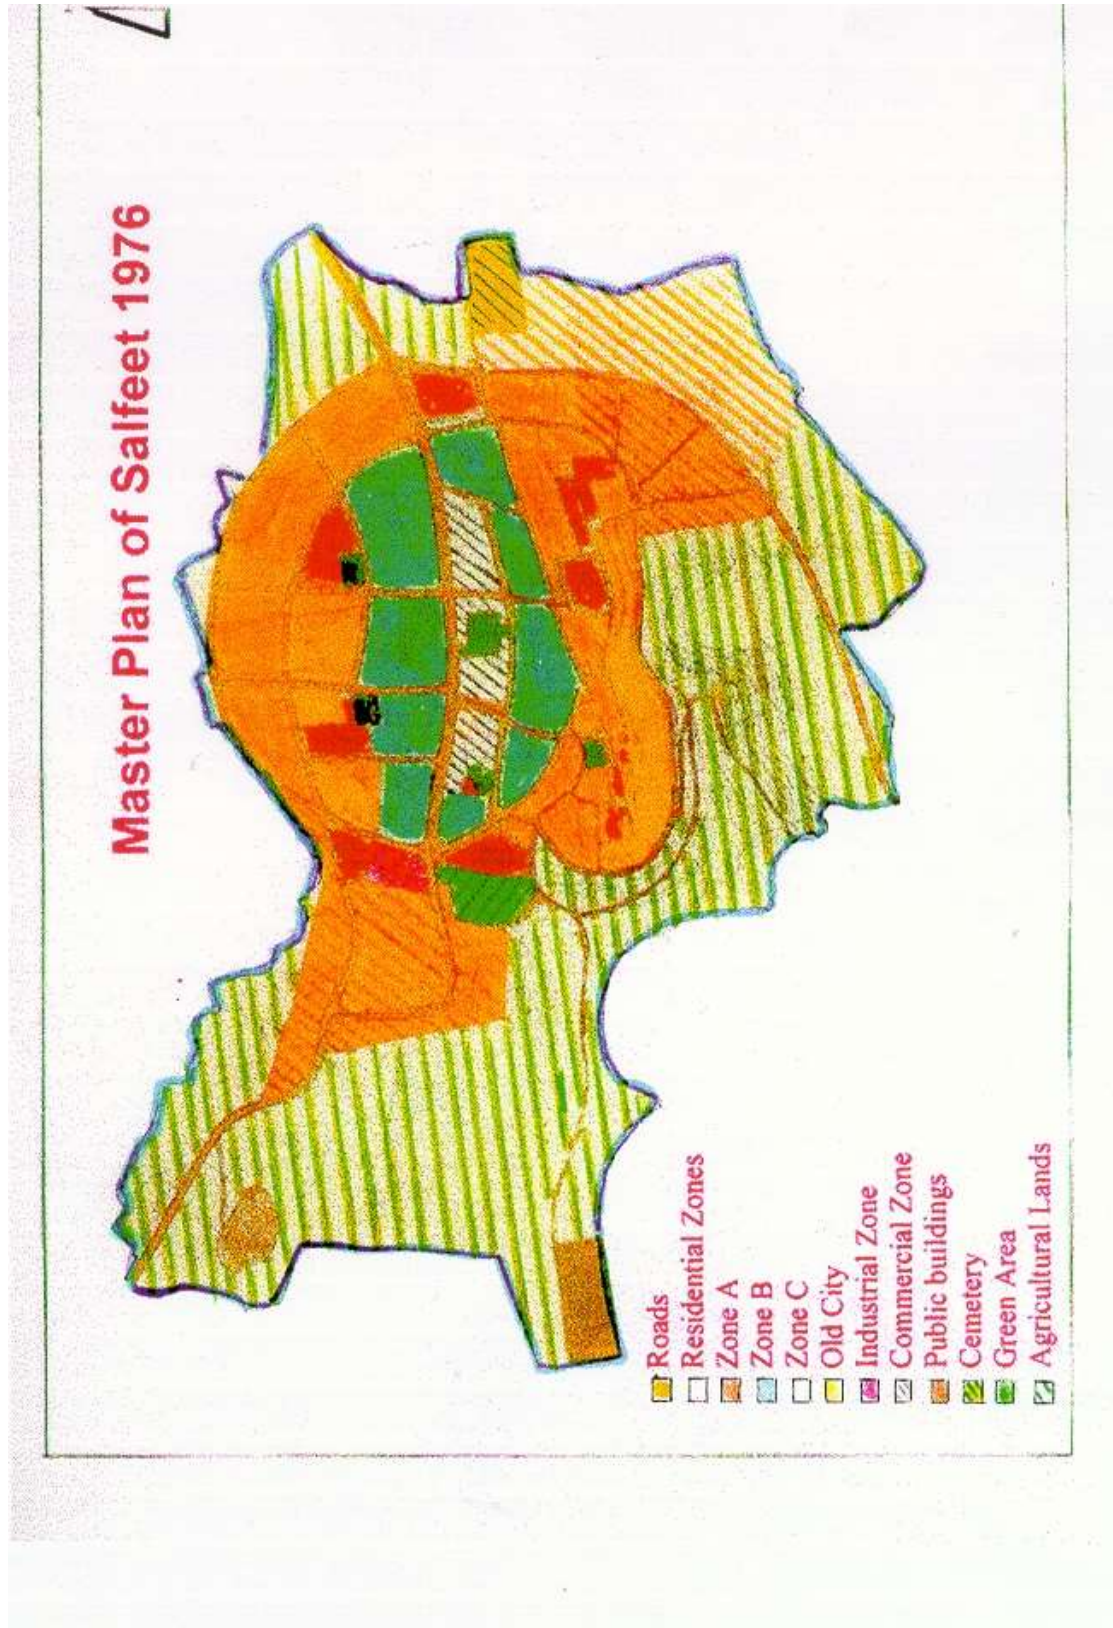 Master Plan of Salfeet 1976
Roads
Residential Zones
Zone A
Zone B
Zone C
Old City
Industrial Zone
Commercial Zone
Public buildings
Cemetery
Green Area
Agricultural Lands